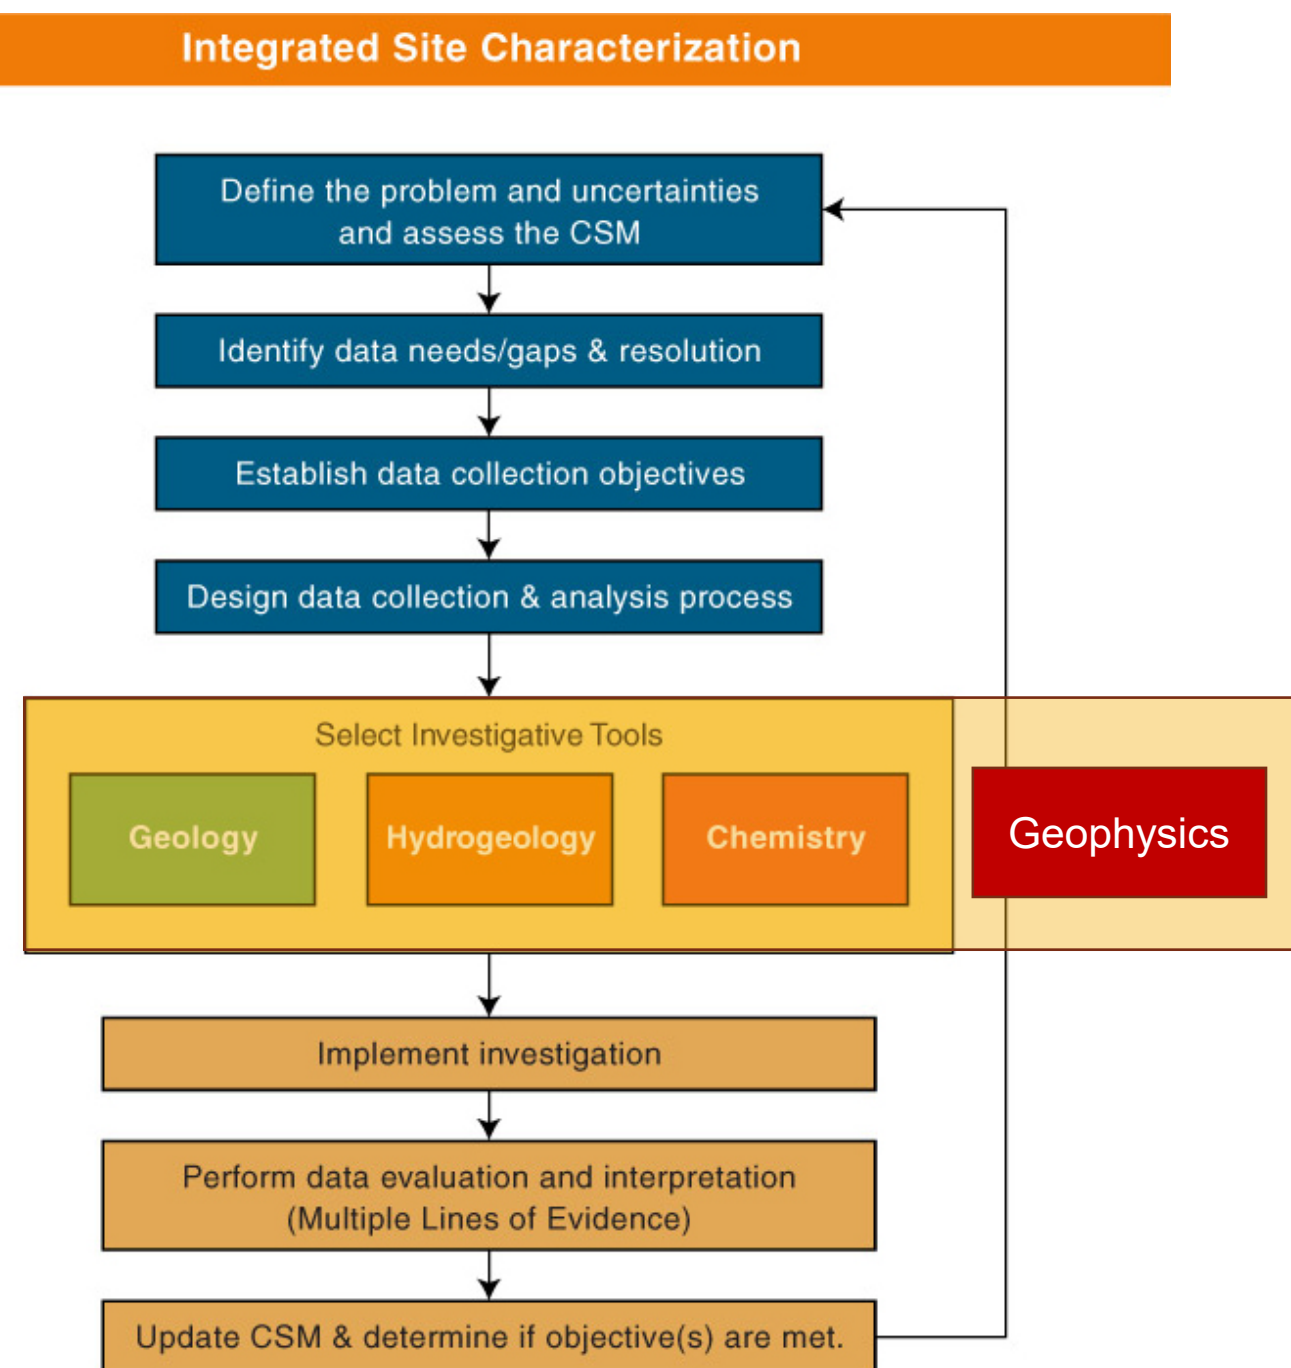 Integrated Site Characterization
Define the problem and uncertainties
and assess the CSM
Identify data needs/gaps & resolution
Establish data collection objectives
Design data collection & analysis process
Select Investigative Tools
Geology
Hydrogeology
Chemistry
Geophysics
Implement investigation
Perform data evaluation and interpretation
(Multiple Lines of Evidence)
Update CSM & determine if objective(s) are met.